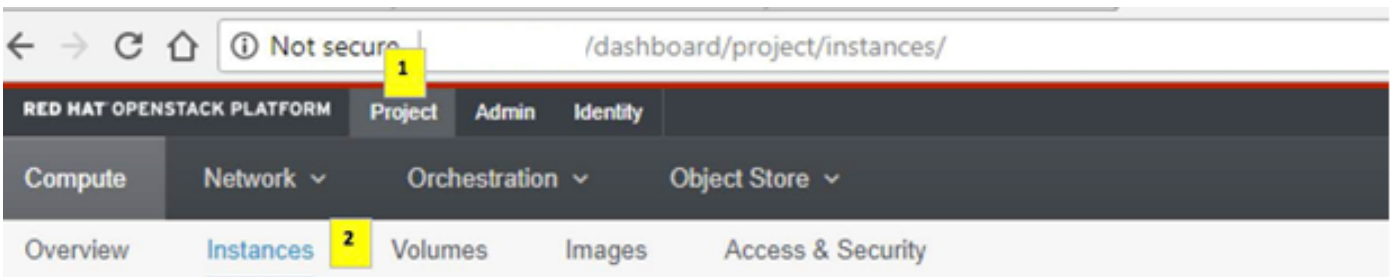 Not secure /dashboard/project/instances/
1
RED HAT OPENSTACK PLATFORM Project Admin Identity
Compute Network Orchestration Object Store
Overview Instances 2 Volumes Images Access & Security